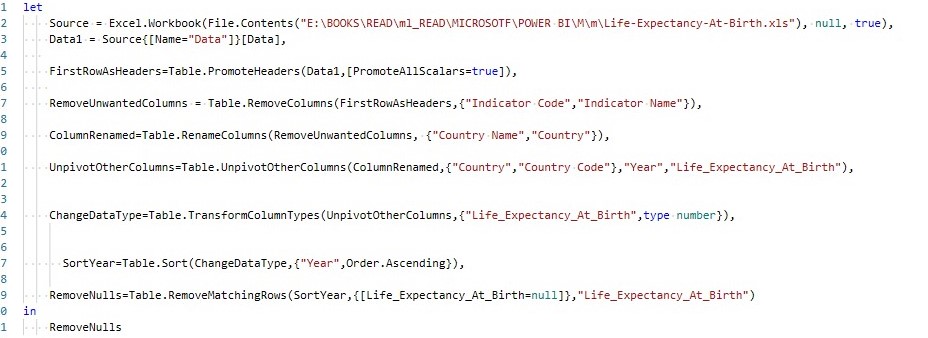 1 let
2 Source = Excel.Workbook(File.Contents("E:\BOOKS\READ\ml_READ\MICROSOTF\POWER BI\M\m\Life-Expectancy-At-Birth.xls"), null, true),
3 Data1 = Source{[Name="Data"]}[Data],
4
5 FirstRowAsHeaders=Table.PromoteHeaders(Data1,[PromoteAllScalars=true]),
6
7 RemoveUnwantedColumns = Table.RemoveColumns(FirstRowAsHeaders,{"Indicator Code","Indicator Name"}),
8
9 ColumnRenamed=Table.RenameColumns(RemoveUnwantedColumns, {"Country Name","Country"}),
0
1 UnpivotOtherColumns=Table.UnpivotOtherColumns(ColumnRenamed,{"Country","Country Code"},"Year","Life_Expectancy_At_Birth"),
2
3
4 ChangeDataType=Table.TransformColumnTypes(UnpivotOtherColumns,{"Life_Expectancy_At_Birth",type number}),
5
6
7 SortYear=Table.Sort(ChangeDataType,{"Year",Order.Ascending}),
8
9 RemoveNulls=Table.RemoveMatchingRows(SortYear,{[Life_Expectancy_At_Birth=null]},"Life_Expectancy_At_Birth")
0 in
1 RemoveNulls